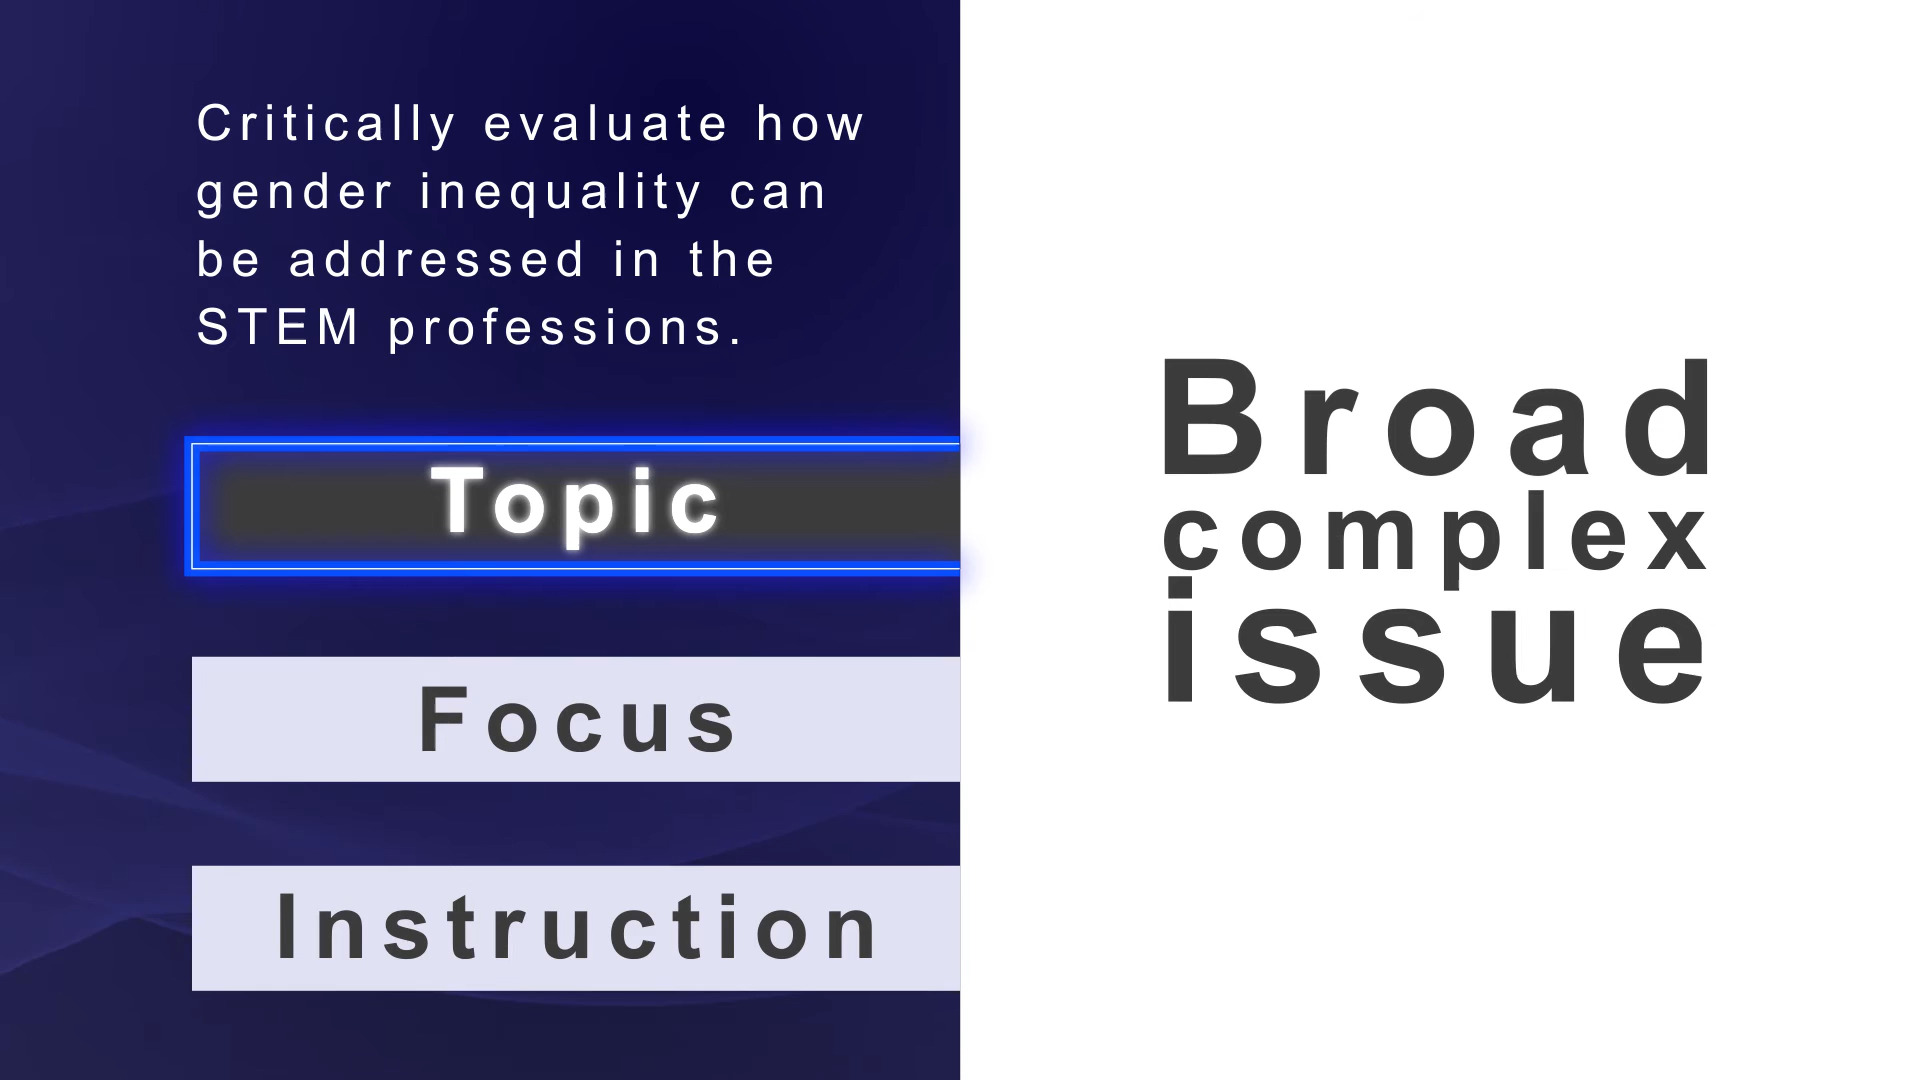 Critically evaluate how
gender inequality can
be addressed in the
STEM professions.
Topic
Focus
Instruction
Broad
complex
issue